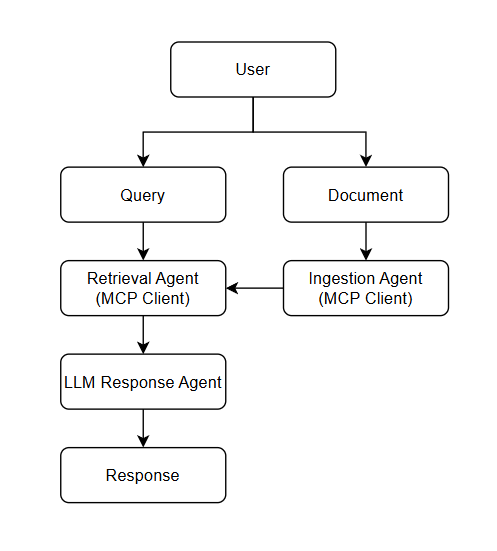 User
Query
Document
Retrieval Agent
(MCP Client)
Ingestion Agent
(MCP Client)
LLM Response Agent
Response